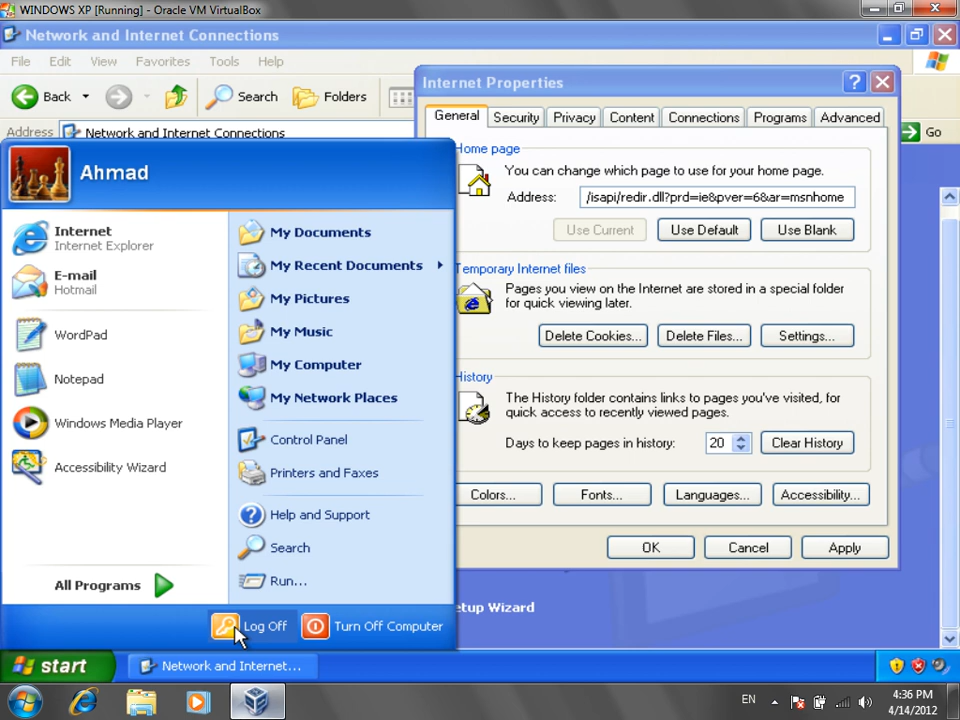 WINDOWS XP [Running] - Oracle VM VirtualBox
Network and Internet Connections
File Edit View Favorites Tools Help
Back Search Folders
Address Network and Internet Connections Go
Internet Properties
General Security Privacy Content Connections Programs Advanced
Home page
You can change which page to use for your home page.
Address: /isapi/redir.dll?prd=ie&pver=6&ar=msnhome
Use Current Use Default Use Blank
Temporary Internet files
Pages you view on the Internet are stored in a special folder
for quick viewing later.
Delete Cookies... Delete Files... Settings...
History
The History folder contains links to pages you've visited, for
quick access to recently viewed pages.
Days to keep pages in history: 20 Clear History
Colors... Fonts... Languages... Accessibility...
OK Cancel Apply
etup Wizard
Ahmad
Internet
Internet Explorer
E-mail
Hotmail
WordPad
Notepad
Windows Media Player
Accessibility Wizard
All Programs
My Documents
My Recent Documents
My Pictures
My Music
My Computer
My Network Places
Control Panel
Printers and Faxes
Help and Support
Search
Run...
Log Off Turn Off Computer
start Network and Internet...
EN 4:36 PM
4/14/2012